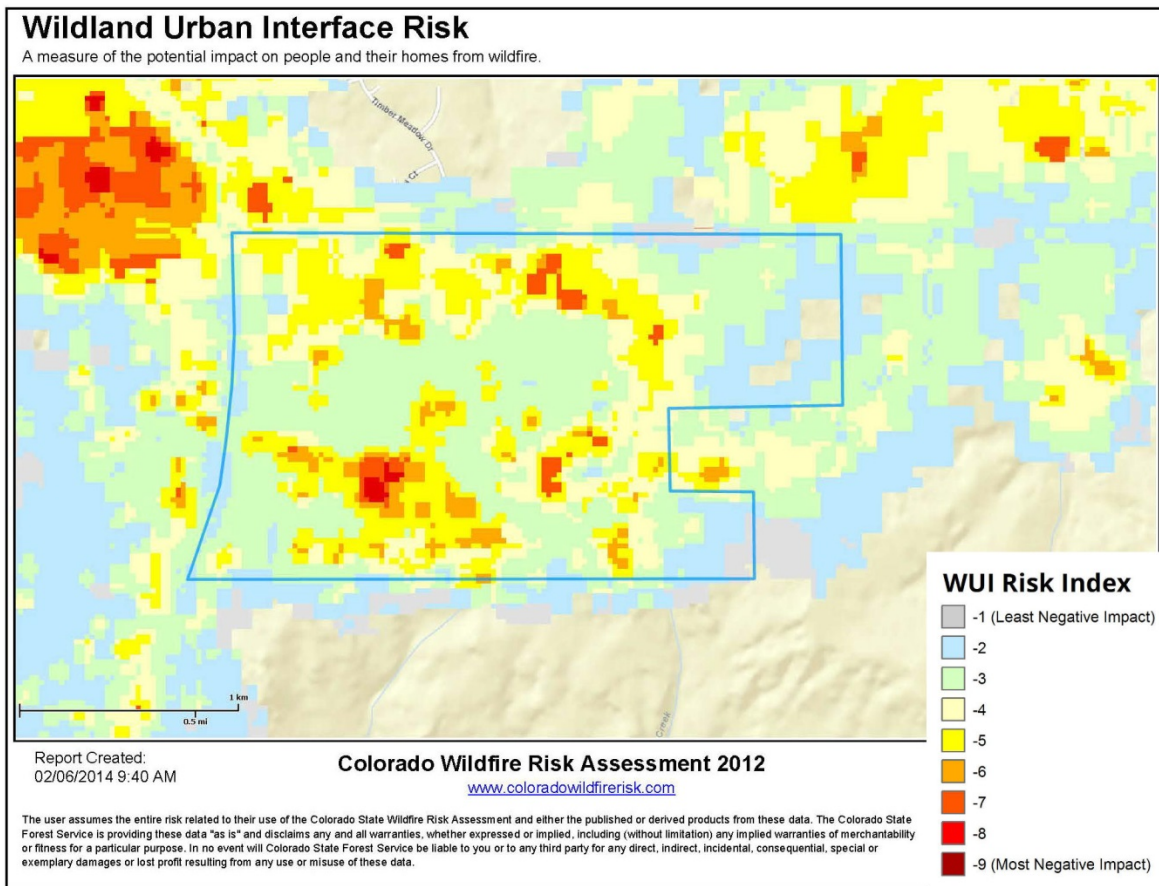 Wildland Urban Interface Risk
A measure of the potential impact on people and their homes from wildfire.
Timber Meadow Dr
Ct
1 km
0.5 mi
Creek
WUI Risk Index
-1 (Least Negative Impact)
-2
-3
-4
-5
-6
-7
-8
-9 (Most Negative Impact)
Report Created:
02/06/2014 9:40 AM
Colorado Wildfire Risk Assessment 2012
www.coloradowildfirerisk.com
The user assumes the entire risk related to their use of the Colorado State Wildfire Risk Assessment and either the published or derived products from these data. The Colorado State
Forest Service is providing these data "as is" and disclaims any and all warranties, whether expressed or implied, including (without limitation) any implied warranties of merchantability
or fitness for a particular purpose. In no event will Colorado State Forest Service be liable to you or to any third party for any direct, indirect, incidental, consequential, special or
exemplary damages or lost profit resulting from any use or misuse of these data.